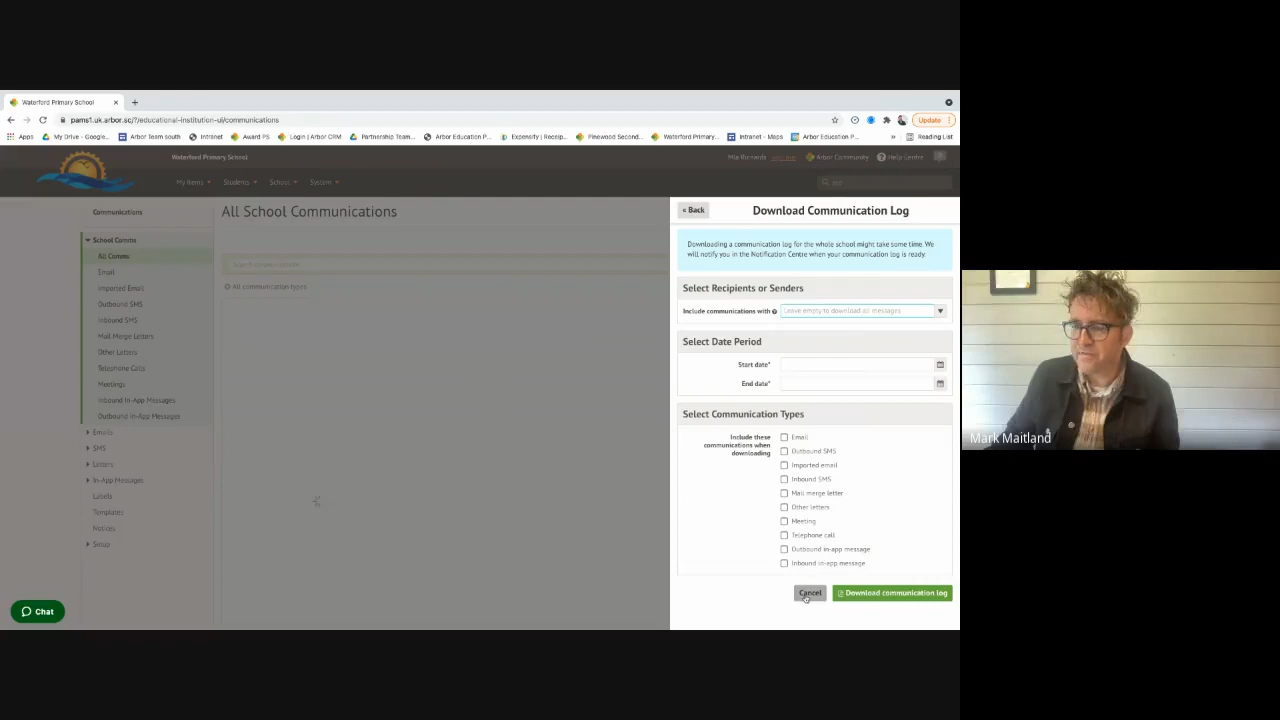 Waterford Primary School
pams1.uk.arbor.sc/?/educational-institution-ui/communications
Update
Apps
My Drive - Google...
Arbor Team south
Intranet
Award PS
Login | Arbor CRM
Partnership Team...
Arbor Education P...
Expensify | Receip...
Pinewood Second...
Waterford Primary...
Intranet - Maps
Arbor Education P...
Reading List
Waterford Primary School
Mia Richards
Arbor Community
Help Centre
My Items
Students
School
System
Communications
School Comms
All Comms
Email
Imported Email
Outbound SMS
Inbound SMS
Mail Merge Letters
Other Letters
Telephone Calls
Meetings
Inbound In-App Messages
Outbound In-App Messages
Emails
SMS
Letters
In-App Messages
Labels
Templates
Notices
Setup
Chat
All School Communications
All communication types
« Back
Download Communication Log
Downloading a communication log for the whole school might take some time. We
will notify you in the Notification Centre when your communication log is ready.
Select Recipients or Senders
Include communications with
Leave empty to download all messages
Select Date Period
Start date*
End date*
Select Communication Types
Include these
communications when
downloading
Email
Outbound SMS
Imported email
Inbound SMS
Mail merge letter
Other letters
Meeting
Telephone call
Outbound in-app message
Inbound in-app message
Cancel
Download communication log
Mark Maitland